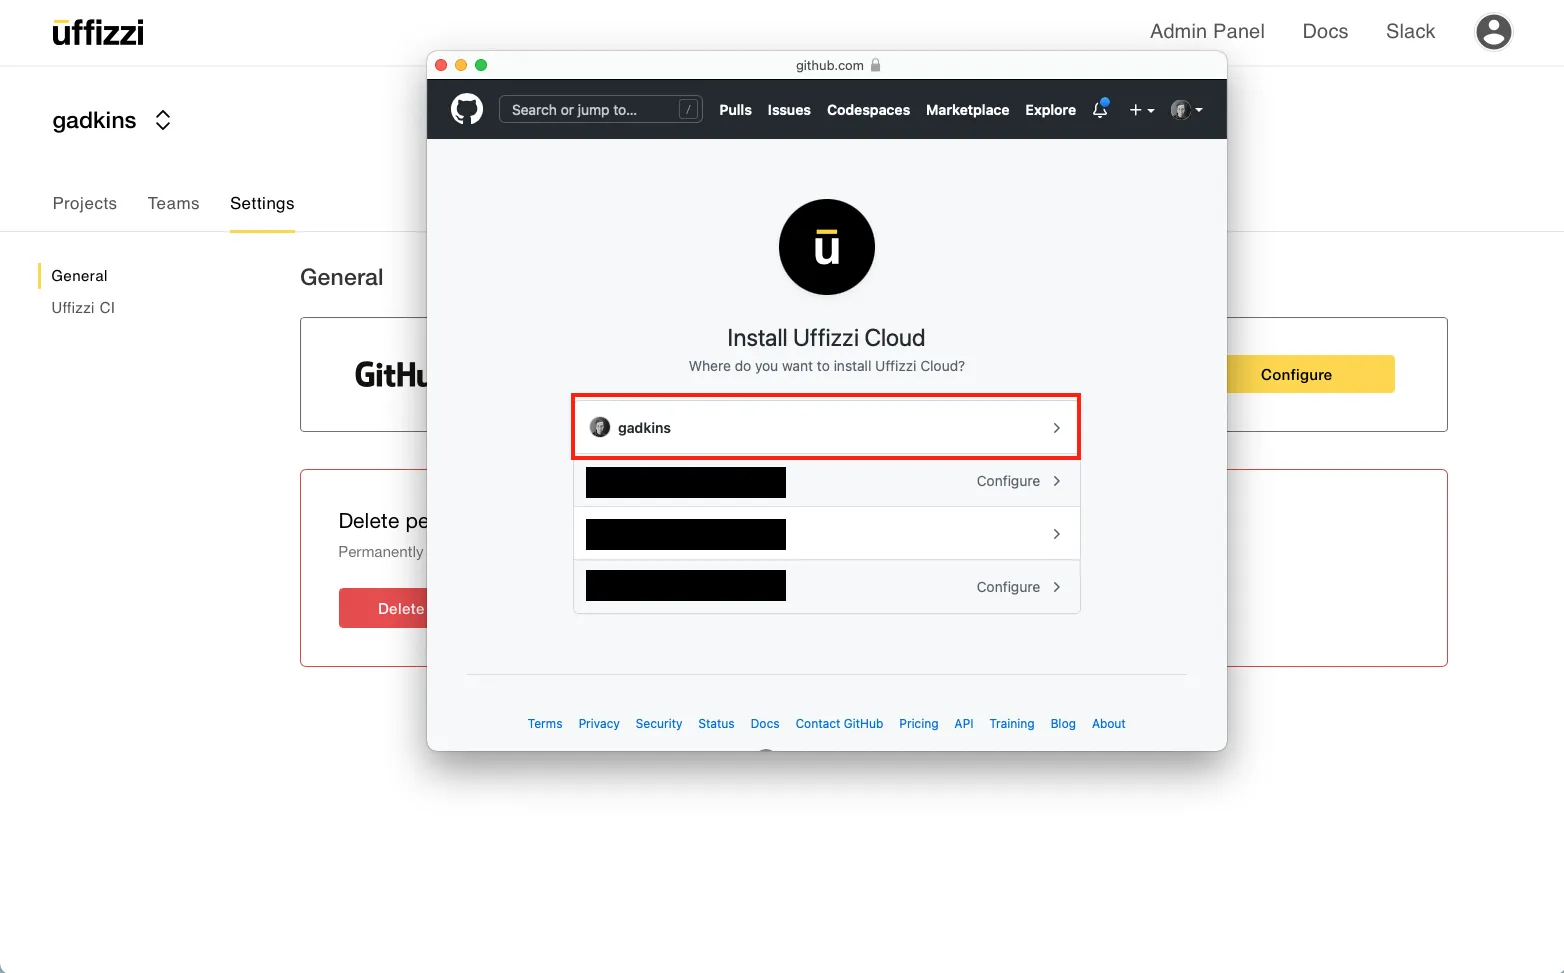 uffizzi
Admin Panel
Docs
Slack
gadkins
Projects
Teams
Settings
General
Uffizzi CI
General
GitHu
Configure
Delete pe
Permanently
Delete
github.com
Search or jump to...
/
Pulls
Issues
Codespaces
Marketplace
Explore
ū
Install Uffizzi Cloud
Where do you want to install Uffizzi Cloud?
gadkins
Configure
Configure
Terms
Privacy
Security
Status
Docs
Contact GitHub
Pricing
API
Training
Blog
About